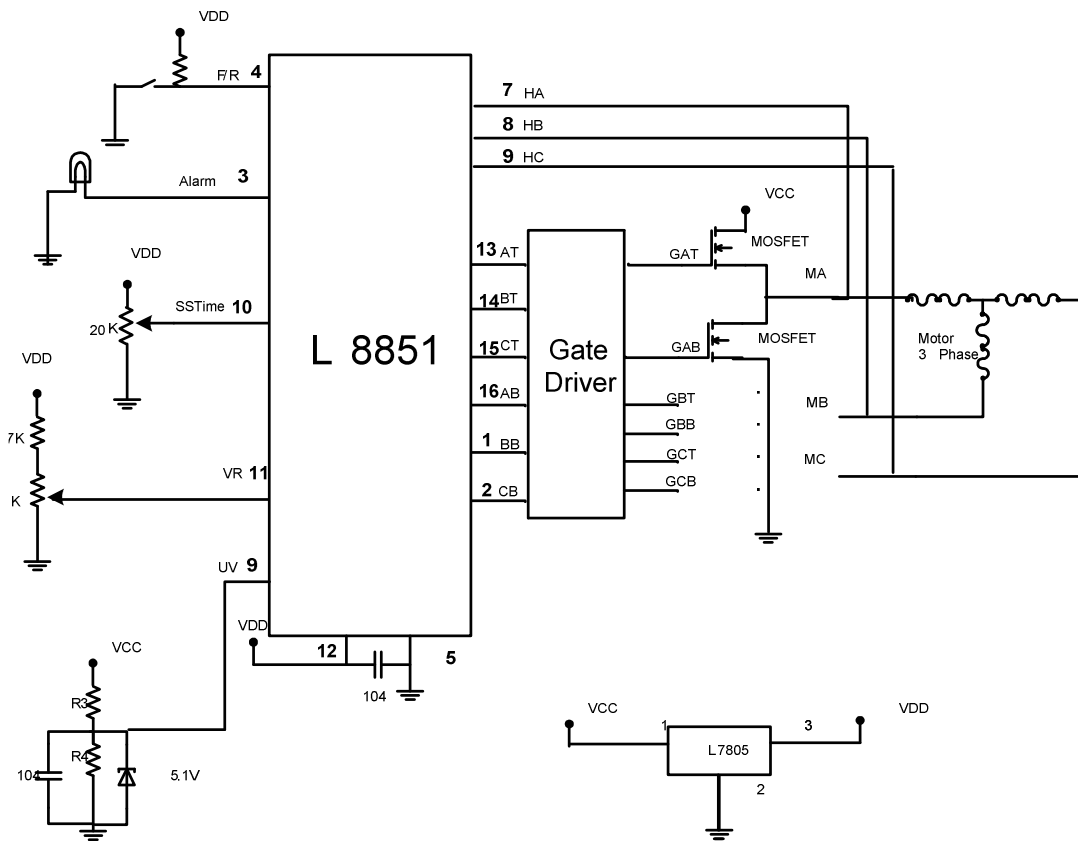 VDD
F/R 4
7 HA
8 HB
9 HC
Alarm 3
VCC
MOSFET
VDD
13 AT
GAT
MA
SSTime 10
14 BT
20 K
L 8851
15 CT
Gate
Driver
GAB
MOSFET
Motor
3 Phase
VDD
16 AB
GBT
MB
7K
1 BB
GBB
GCT
MC
VR 11
K
2 CB
GCB
UV 9
VDD
12
5
104
VCC
R3
R4
104
5.1V
VCC
1
L7805
3
VDD
2